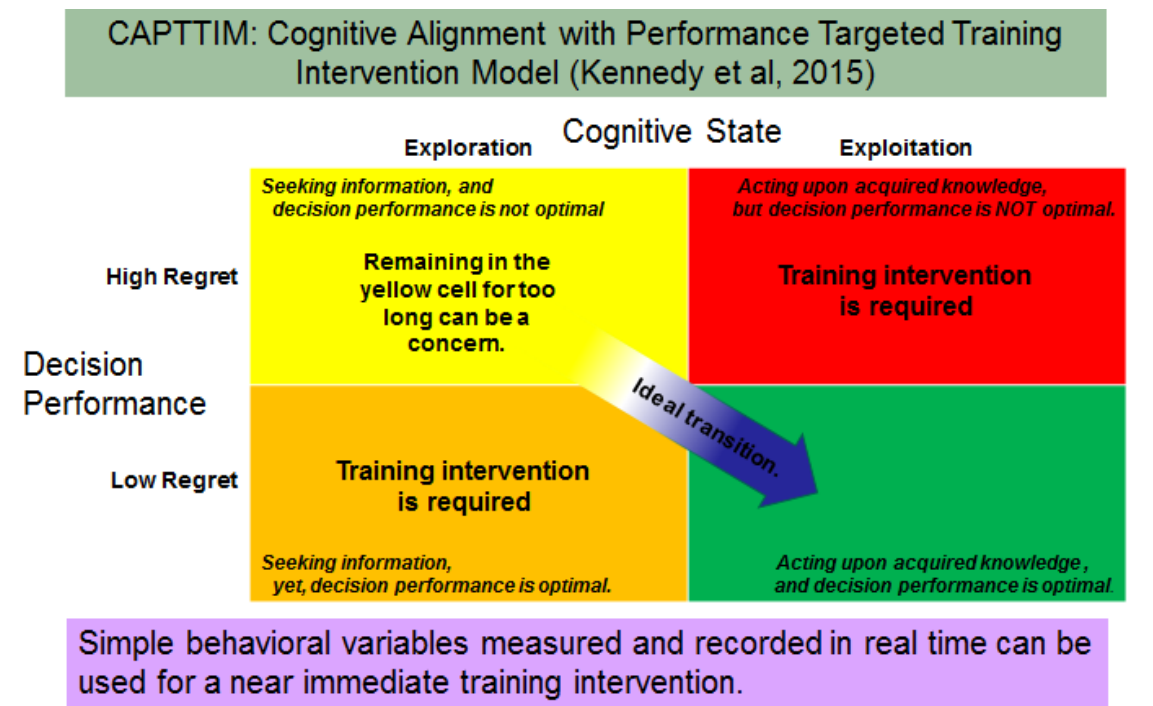 CAPTTIM: Cognitive Alignment with Performance Targeted Training
Intervention Model (Kennedy et al, 2015)
Cognitive State
Exploration
Exploitation
Seeking information, and
decision performance is not optimal
Acting upon acquired knowledge,
but decision performance is NOT optimal.
High Regret
Remaining in the
yellow cell for too
long can be a
concern.
Training intervention
is required
Decision
Performance
Ideal transition.
Low Regret
Training intervention
is required
Seeking information,
yet, decision performance is optimal.
Acting upon acquired knowledge,
and decision performance is optimal.
Simple behavioral variables measured and recorded in real time can be
used for a near immediate training intervention.